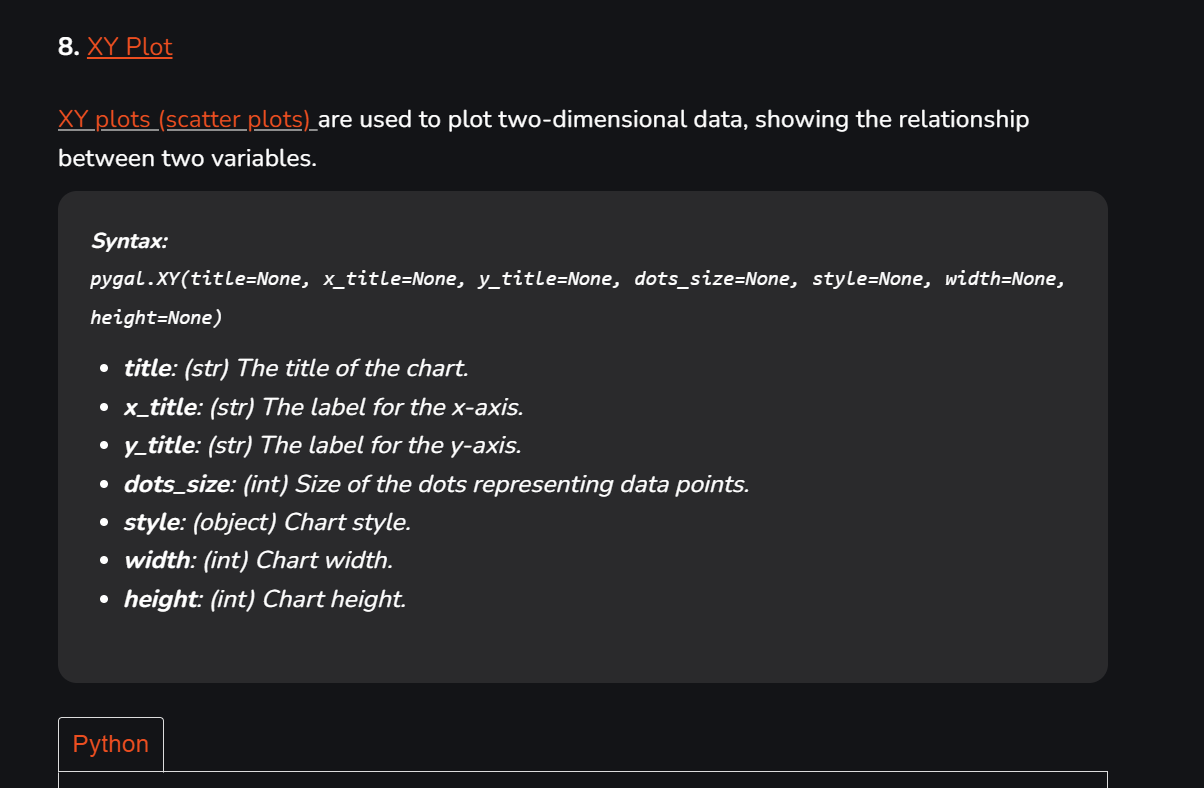 8. XY Plot
XY plots (scatter plots) are used to plot two-dimensional data, showing the relationship
between two variables.
Syntax:
pygal.XY(title=None, x_title=None, y_title=None, dots_size=None, style=None, width=None,
height=None)
• title: (str) The title of the chart.
• x_title: (str) The label for the x-axis.
• y_title: (str) The label for the y-axis.
• dots_size: (int) Size of the dots representing data points.
• style: (object) Chart style.
• width: (int) Chart width.
• height: (int) Chart height.
Python